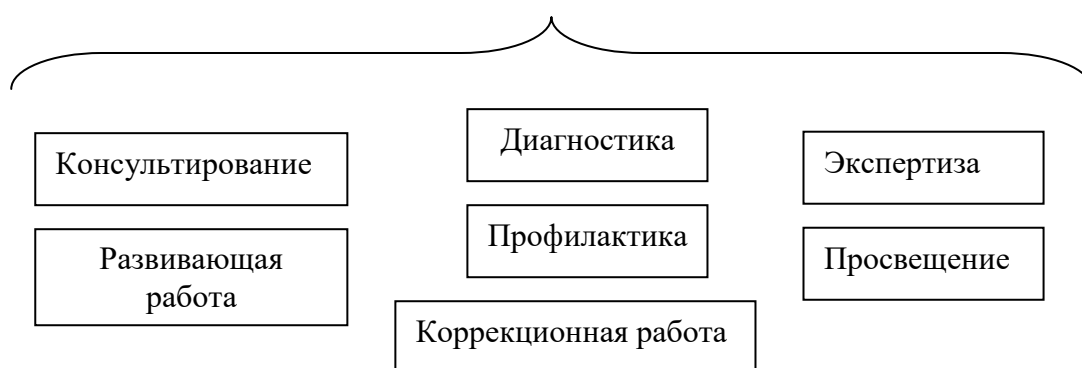 Консультирование
Развивающая
работа
Диагностика
Профилактика
Коррекционная работа
Экспертиза
Просвещение